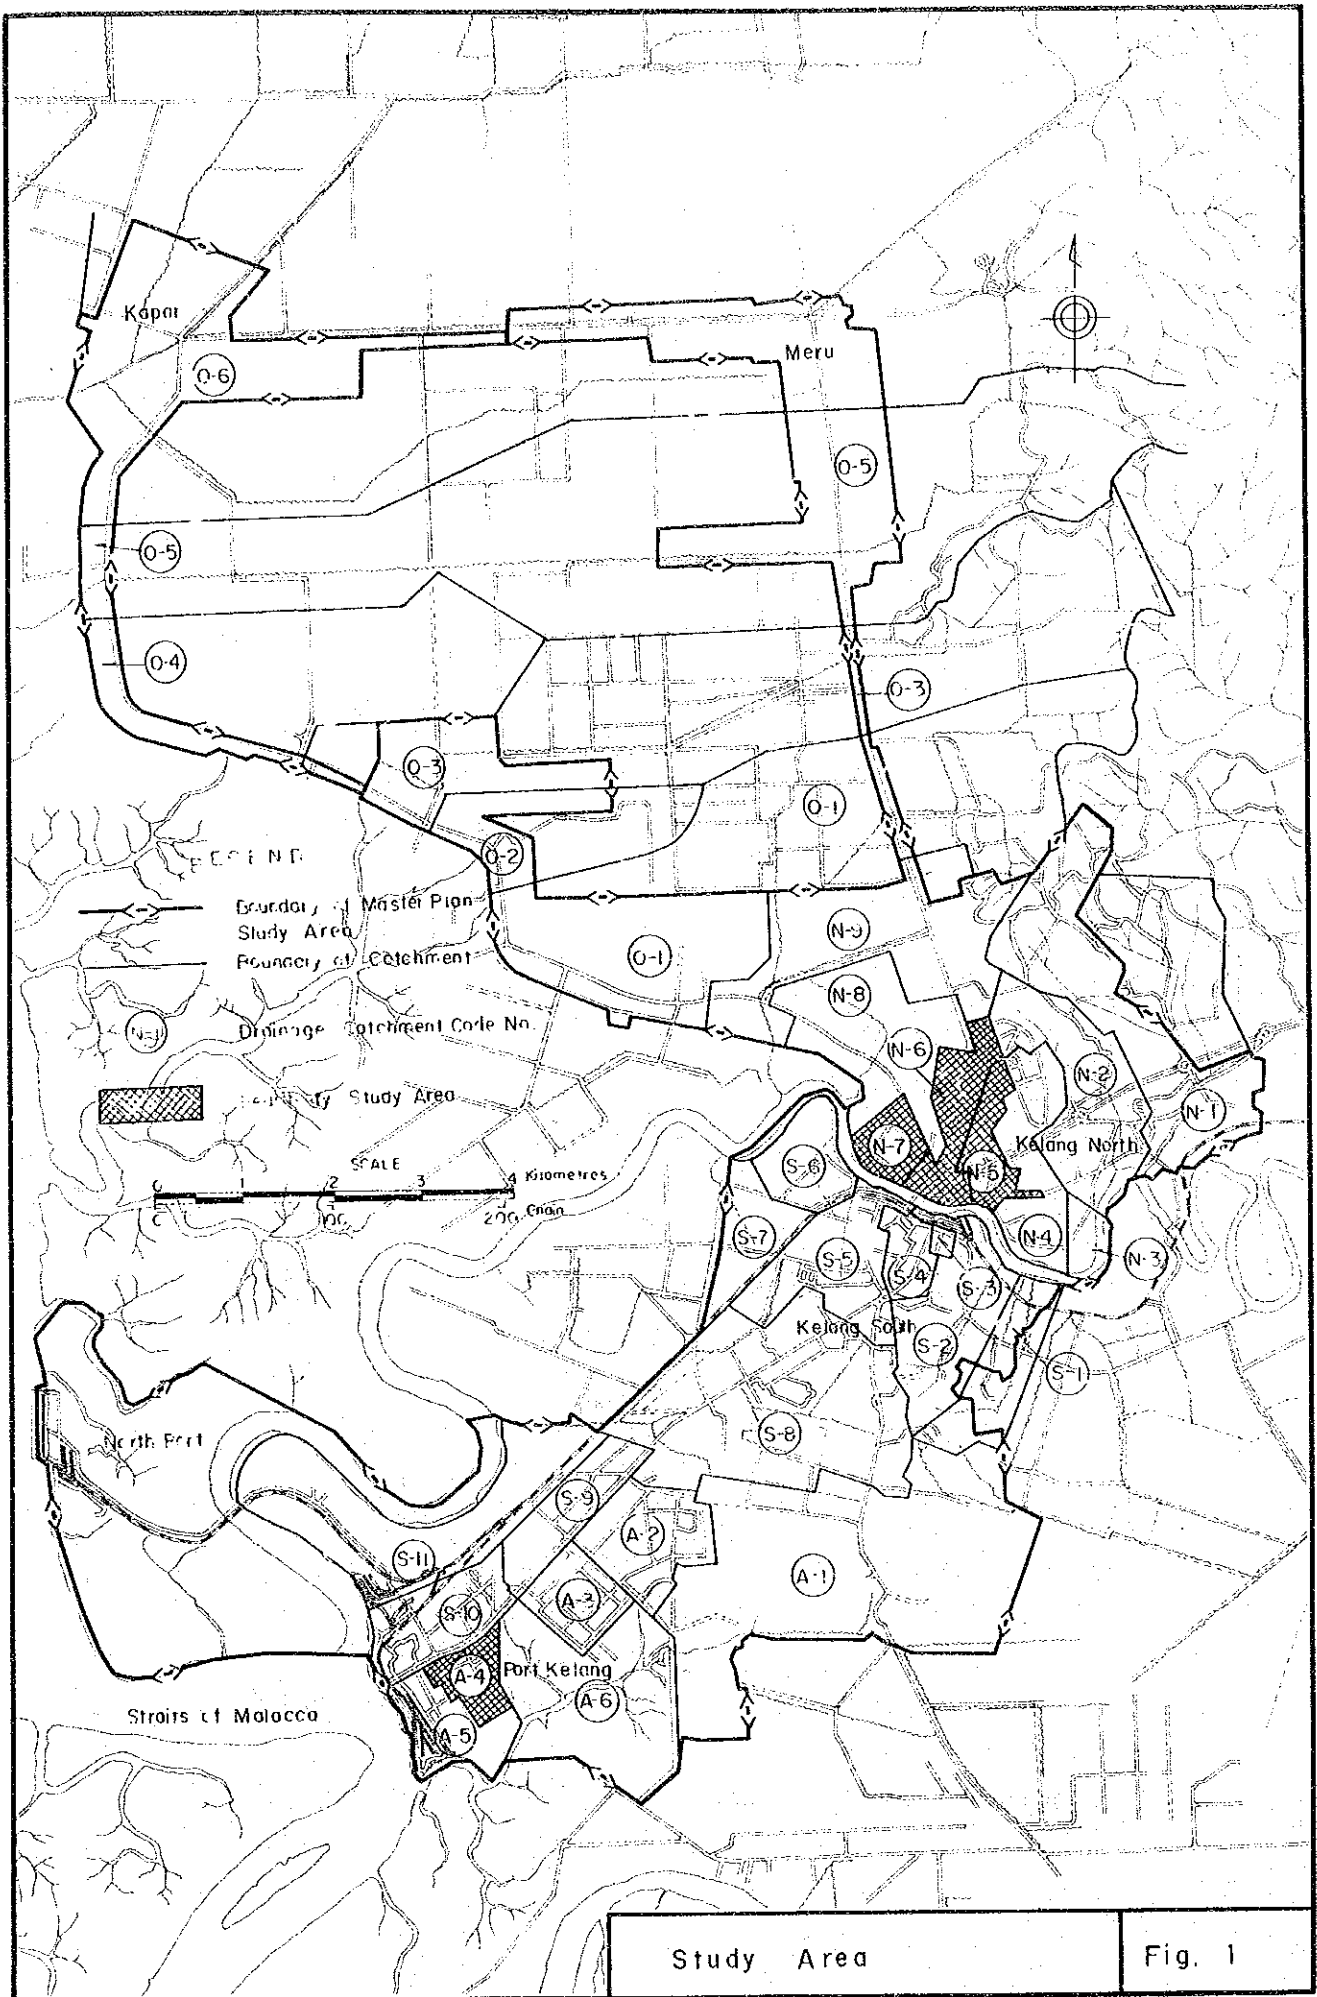 Kapar
Meru
O-6
O-5
O-5
O-4
O-3
O-3
O-1
O-2
LEGEND
Boundary of Master Plan
Study Area
Boundary of Catchment
N-9
O-1
N-8
Drainage Catchment Code No.
N-1
N-6
N-2
Study Area
N-1
Kelang North
N-7
S-6
N-5
SCALE
2 3 4 Kilometres
100 200 Chain
S-7
S-5
S-4
S-3
N-4
N-3
Kelang South
S-2
S-1
North Port
S-8
S-9
A-2
S-11
A-1
A-3
S-10
A-4
Port Kelang
A-6
Straits of Malacca
A-5
Study Area
Fig. 1